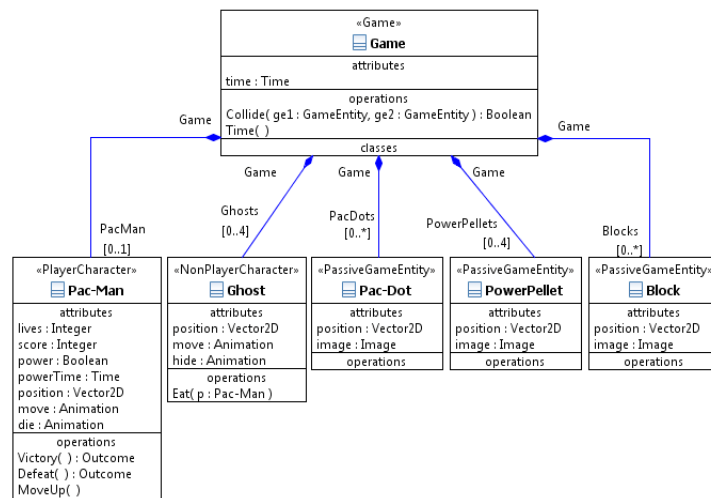 «Game»
Game
attributes
time : Time
operations
Collide( ge1 : GameEntity, ge2 : GameEntity ) : Boolean
Time( )
classes
Game
Game
Game
Game
Game
PacMan
[0..1]
Ghosts
[0..4]
PacDots
[0..*]
PowerPellets
[0..4]
Blocks
[0..*]
«PlayerCharacter»
Pac-Man
attributes
lives : Integer
score : Integer
power : Boolean
powerTime : Time
position : Vector2D
move : Animation
die : Animation
operations
Victory( ) : Outcome
Defeat( ) : Outcome
MoveUp( )
«NonPlayerCharacter»
Ghost
attributes
position : Vector2D
move : Animation
hide : Animation
operations
Eat( p : Pac-Man )
«PassiveGameEntity»
Pac-Dot
attributes
position : Vector2D
image : Image
operations
«PassiveGameEntity»
PowerPellet
attributes
position : Vector2D
image : Image
operations
«PassiveGameEntity»
Block
attributes
position : Vector2D
image : Image
operations